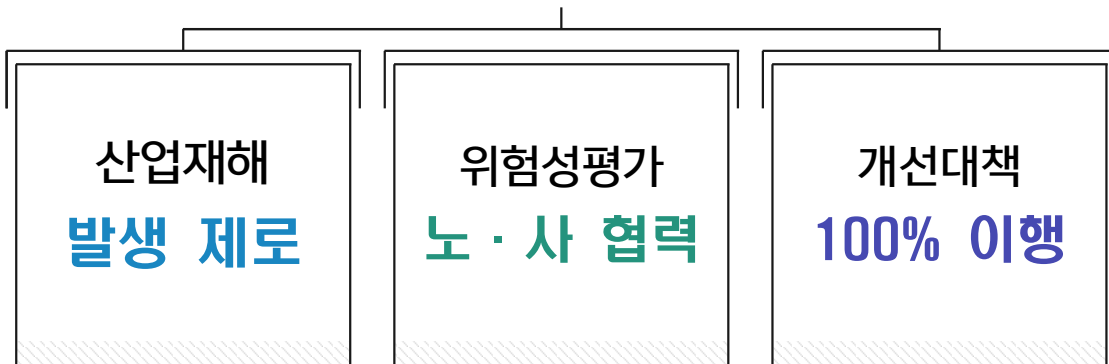 산업재해
발생 제로
위험성평가
노·사 협력
개선대책
100% 이행